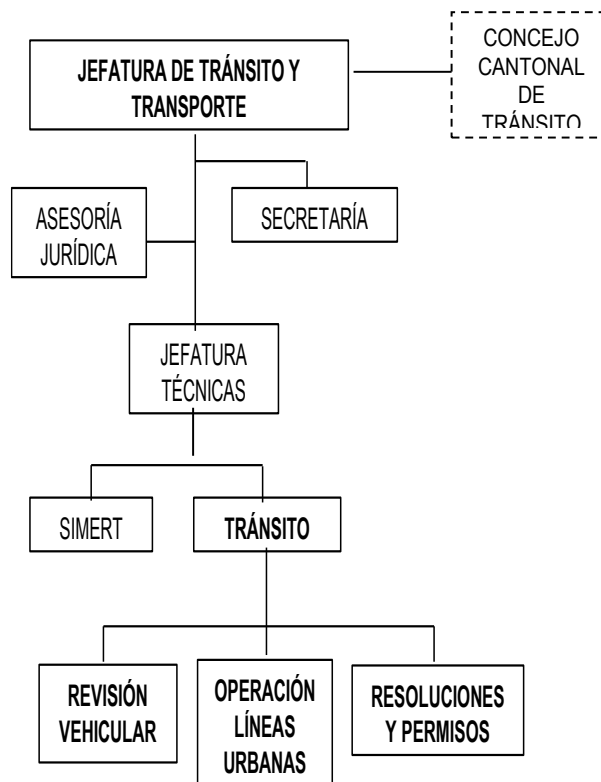 JEFATURA DE TRÁNSITO Y
TRANSPORTE
CONCEJO
CANTONAL
DE
TRÁNSITO
ASESORÍA
JURÍDICA
SECRETARÍA
JEFATURA
TÉCNICAS
SIMERT
TRÁNSITO
REVISIÓN
VEHICULAR
OPERACIÓN
LÍNEAS
URBANAS
RESOLUCIONES
Y PERMISOS